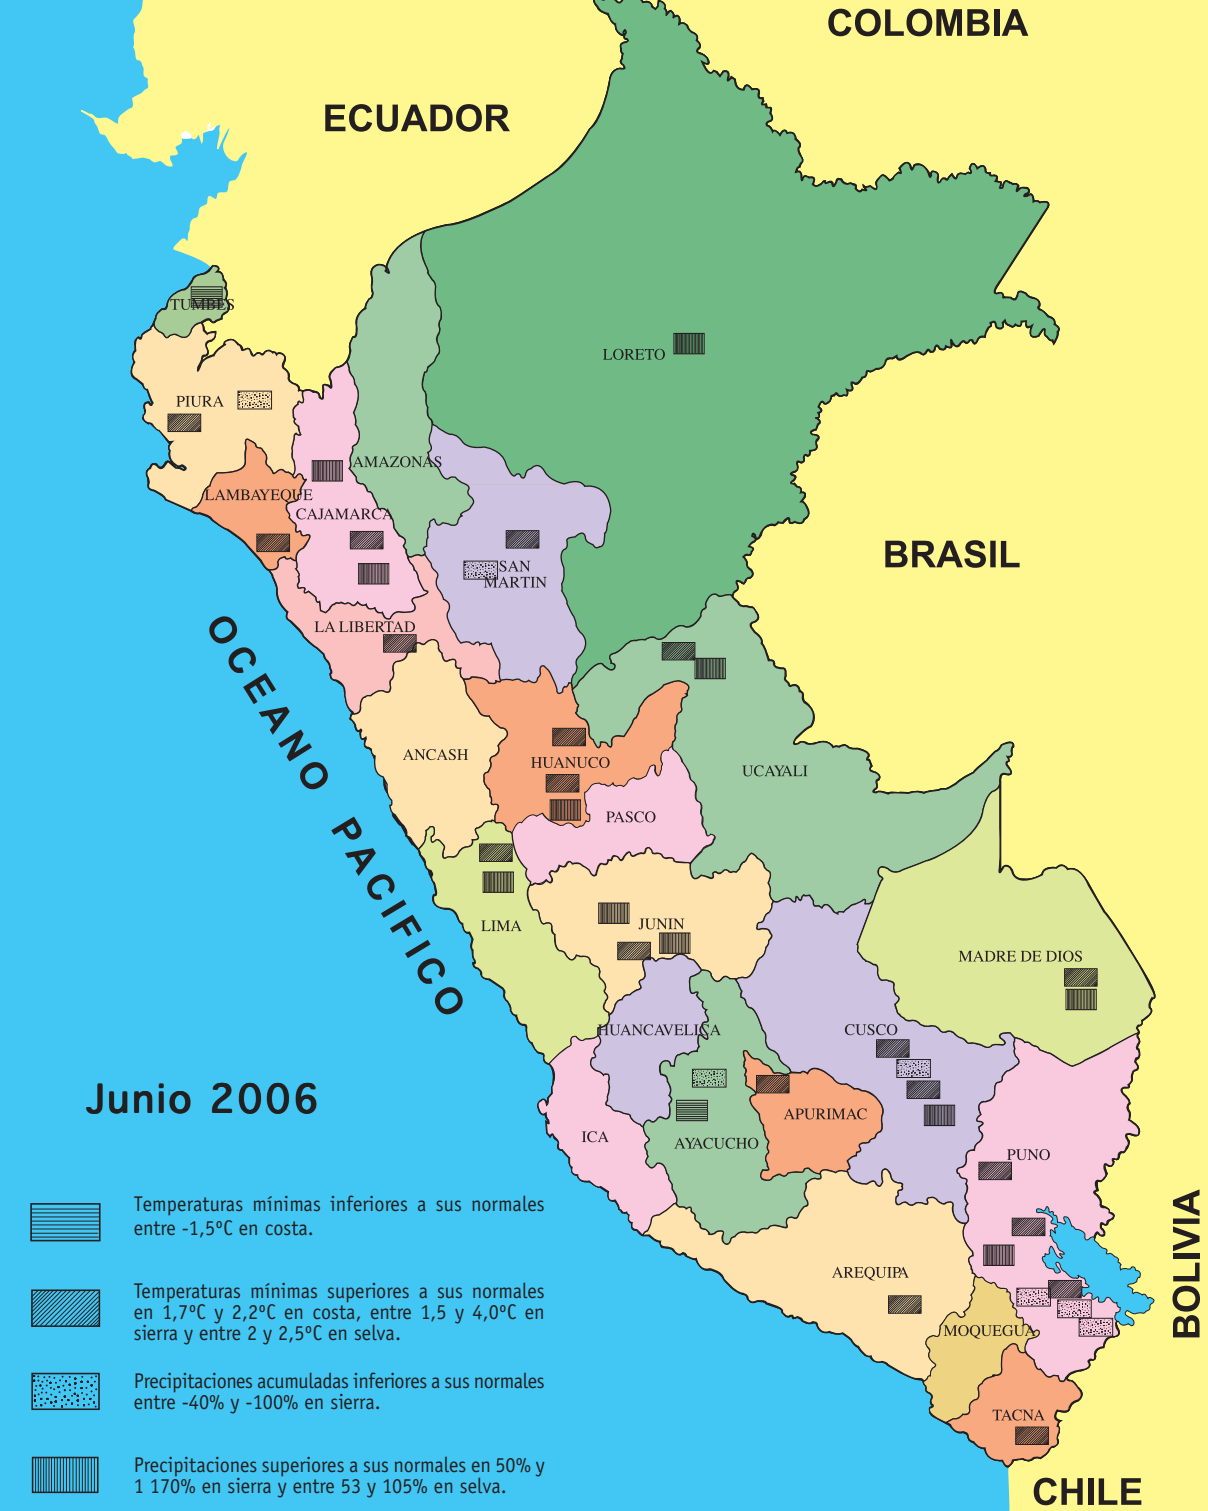 COLOMBIA
ECUADOR
TUMBES
LORETO
PIURA
AMAZONAS
LAMBAYEQUE
CAJAMARCA
BRASIL
SAN
MARTIN
LA LIBERTAD
OCEANO PACIFICO
ANCASH
HUANUCO
UCAYALI
PASCO
LIMA
JUNIN
MADRE DE DIOS
HUANCAVELICA
CUSCO
Junio 2006
APURIMAC
ICA
AYACUCHO
PUNO
BOLIVIA
AREQUIPA
MOQUEGUA
TACNA
CHILE
Temperaturas mínimas inferiores a sus normales
entre -1,5ºC en costa.
Temperaturas mínimas superiores a sus normales
en 1,7ºC y 2,2ºC en costa, entre 1,5 y 4,0ºC en
sierra y entre 2 y 2,5ºC en selva.
Precipitaciones acumuladas inferiores a sus normales
entre -40% y -100% en sierra.
Precipitaciones superiores a sus normales en 50% y
1 170% en sierra y entre 53 y 105% en selva.